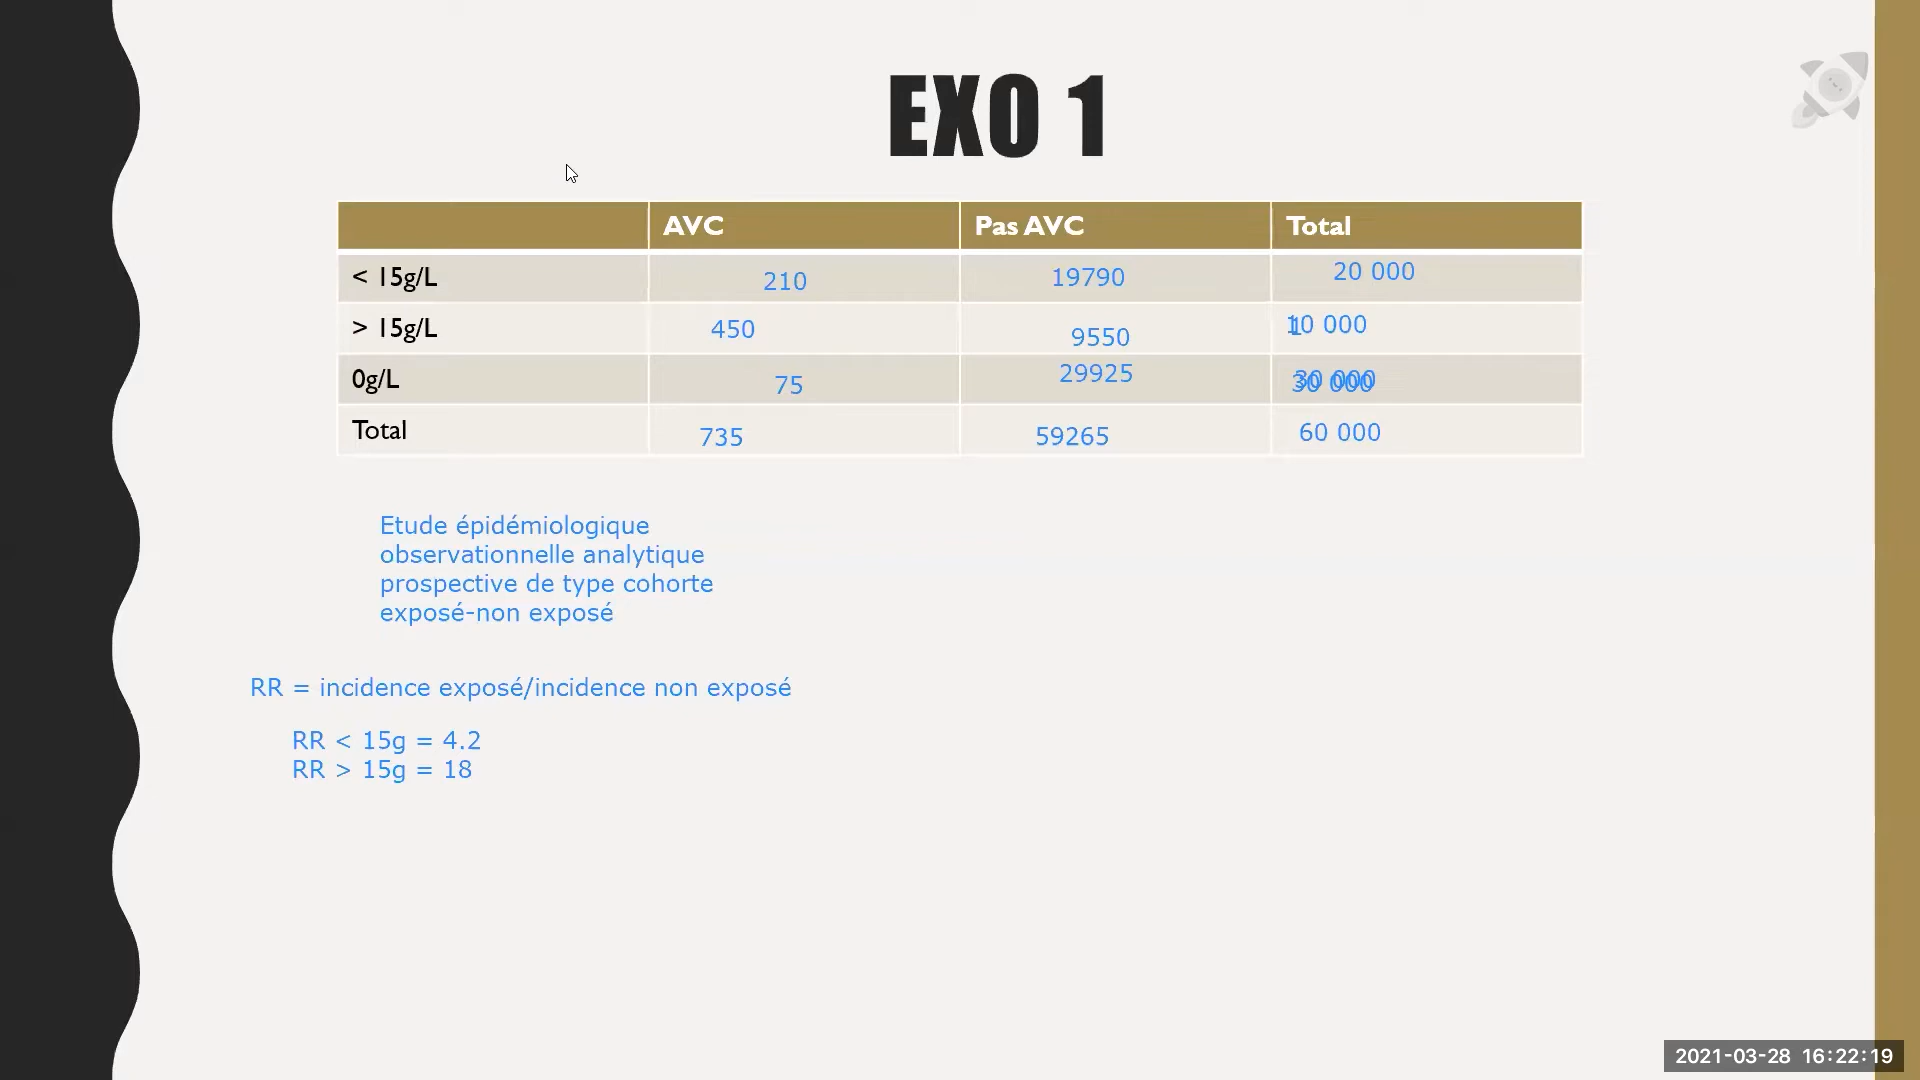 EXO 1
AVC Pas AVC Total
< 15g/L 210 19790 20 000
> 15g/L 450 9550 10 000
0g/L 75 29925 30 000
Total 735 59265 60 000
Etude épidémiologique
observationnelle analytique
prospective de type cohorte
exposé-non exposé
RR = incidence exposé/incidence non exposé
RR < 15g = 4.2
RR > 15g = 18
2021-03-28 16:22:19